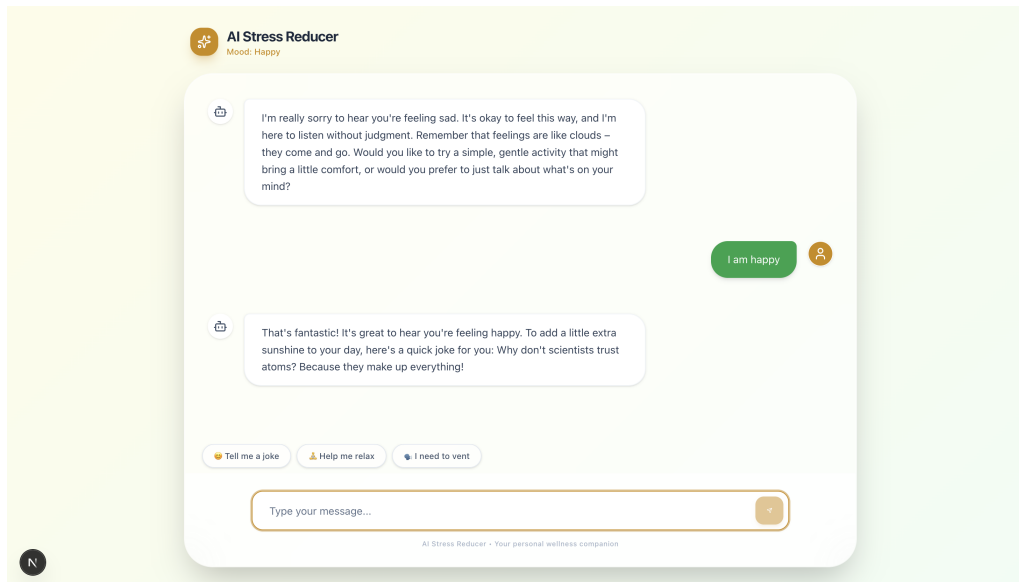 AI Stress Reducer
Mood: Happy
I'm really sorry to hear you're feeling sad. It's okay to feel this way, and I'm
here to listen without judgment. Remember that feelings are like clouds –
they come and go. Would you like to try a simple, gentle activity that might
bring a little comfort, or would you prefer to just talk about what's on your
mind?
I am happy
That's fantastic! It's great to hear you're feeling happy. To add a little extra
sunshine to your day, here's a quick joke for you: Why don't scientists trust
atoms? Because they make up everything!
😊 Tell me a joke
🧘 Help me relax
🗣️ I need to vent
Type your message...
AI Stress Reducer • Your personal wellness companion
N